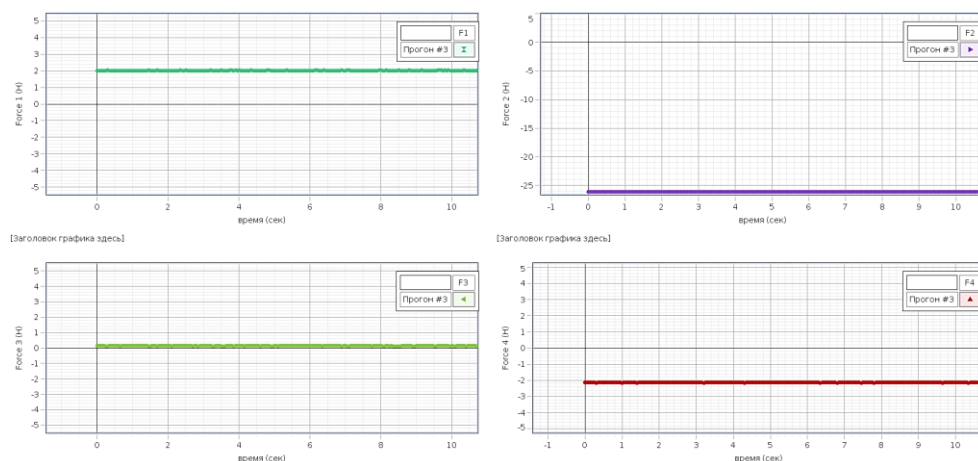 F1
Прогон #3
Force 1 (H)
5
4
3
2
1
0
-1
-2
-3
-4
-5
0 2 4 6 8 10
время (сек)
F2
Прогон #3
Force 2 (H)
5
0
-5
-10
-15
-20
-25
-1 0 1 2 3 4 5 6 7 8 9 10
время (сек)
[Заголовок графика здесь]
[Заголовок графика здесь]
F3
Прогон #3
Force 3 (H)
5
4
3
2
1
0
-1
-2
-3
-4
-5
0 2 4 6 8 10
время (сек)
F4
Прогон #3
Force 4 (H)
5
4
3
2
1
0
-1
-2
-3
-4
-5
-1 0 1 2 3 4 5 6 7 8 9 10
время (сек)